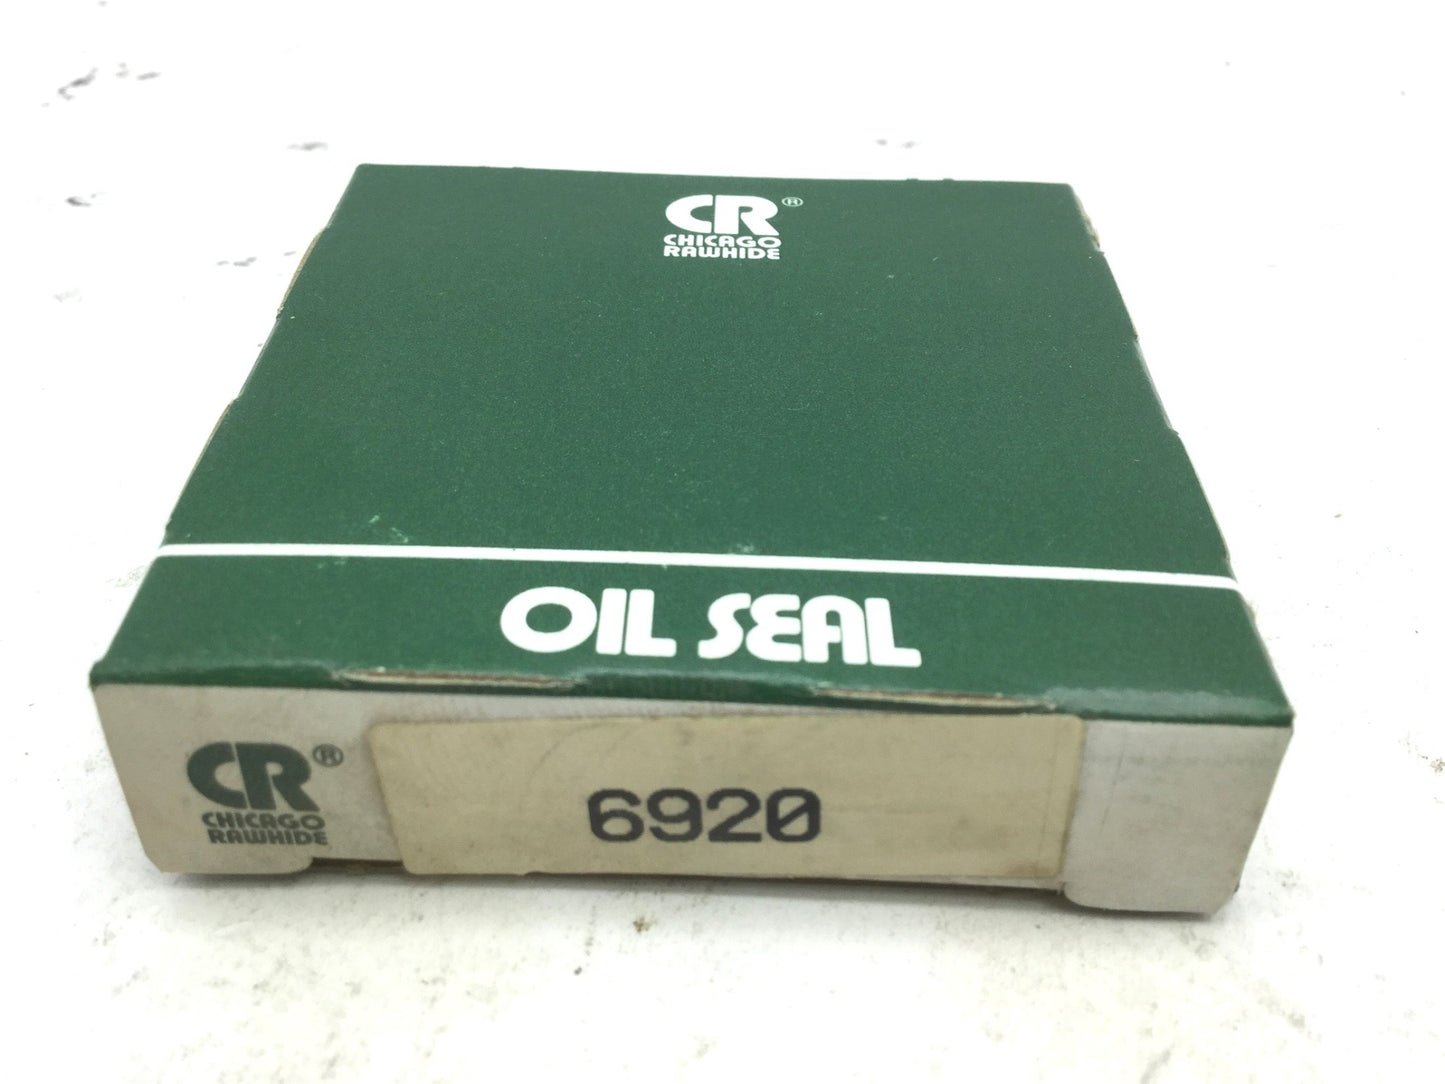 CR®
CHICAGO
RAWHIDE
OIL SEAL
CR®
CHICAGO
RAWHIDE
6920